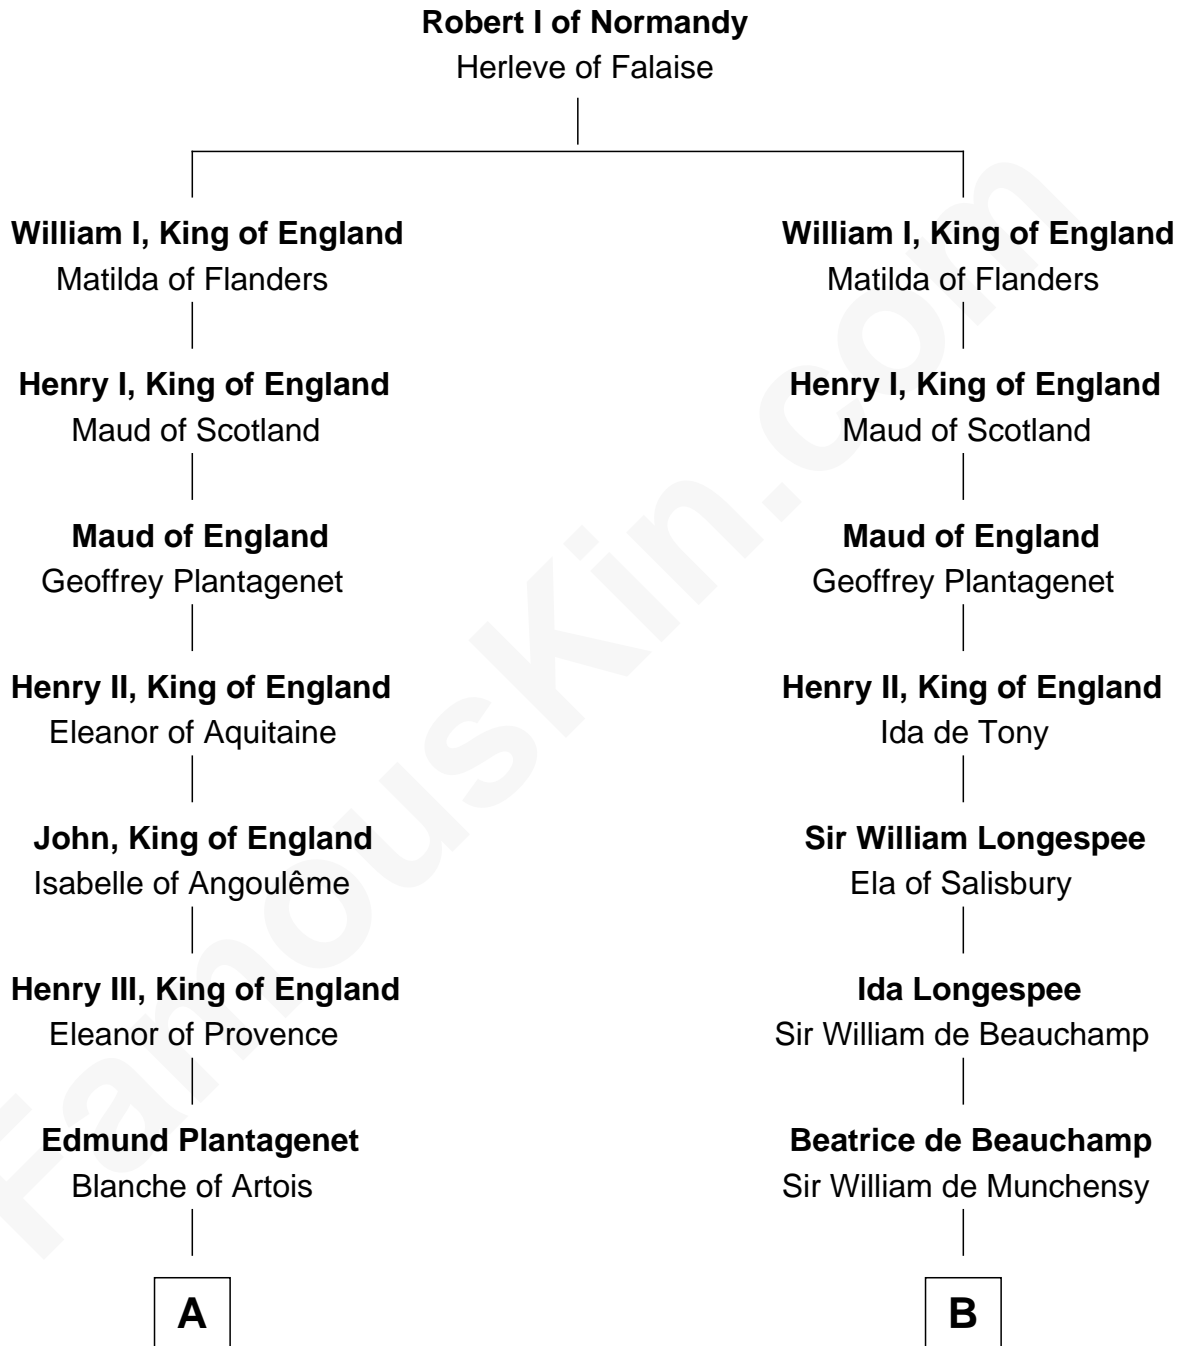 Robert I of Normandy
Herleve of Falaise
William I, King of England
Matilda of Flanders
Henry I, King of England
Maud of Scotland
Maud of England
Geoffrey Plantagenet
Henry II, King of England
Eleanor of Aquitaine
John, King of England
Isabelle of Angoulême
Henry III, King of England
Eleanor of Provence
Edmund Plantagenet
Blanche of Artois
A
William I, King of England
Matilda of Flanders
Henry I, King of England
Maud of Scotland
Maud of England
Geoffrey Plantagenet
Henry II, King of England
Ida de Tony
Sir William Longespee
Ela of Salisbury
Ida Longespee
Sir William de Beauchamp
Beatrice de Beauchamp
Sir William de Munchensy
B
FamousKin.com